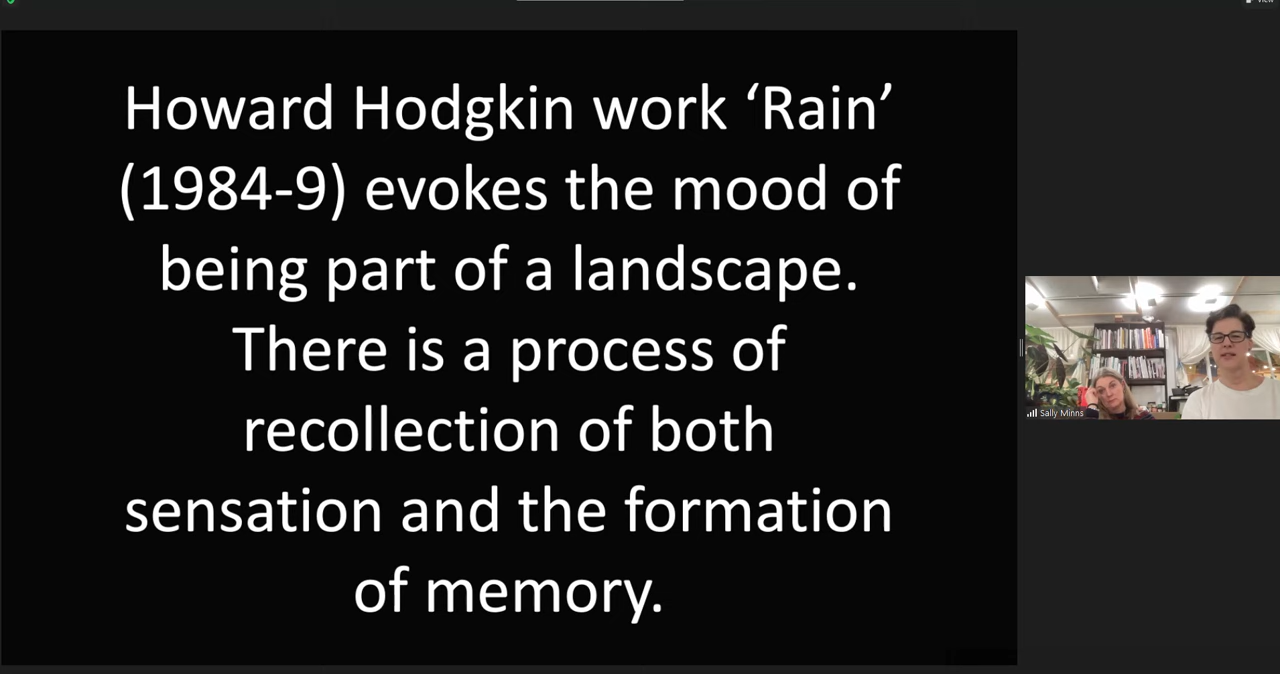 Howard Hodgkin work ‘Rain’
(1984-9) evokes the mood of
being part of a landscape.
There is a process of
recollection of both
sensation and the formation
of memory.
Sally Minns